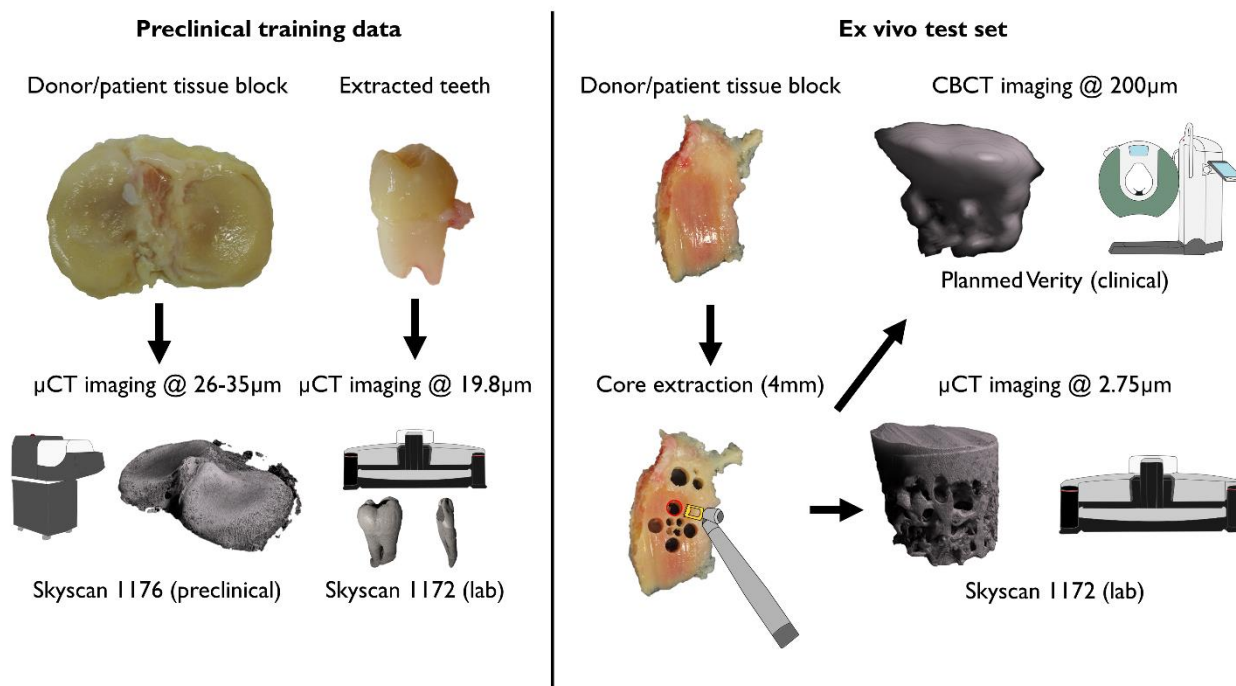 Preclinical training data
Donor/patient tissue block
Extracted teeth
µCT imaging @ 26-35µm
µCT imaging @ 19.8µm
Skyscan 1176 (preclinical)
Skyscan 1172 (lab)
Ex vivo test set
Donor/patient tissue block
CBCT imaging @ 200µm
Planmed Verity (clinical)
Core extraction (4mm)
µCT imaging @ 2.75µm
Skyscan 1172 (lab)